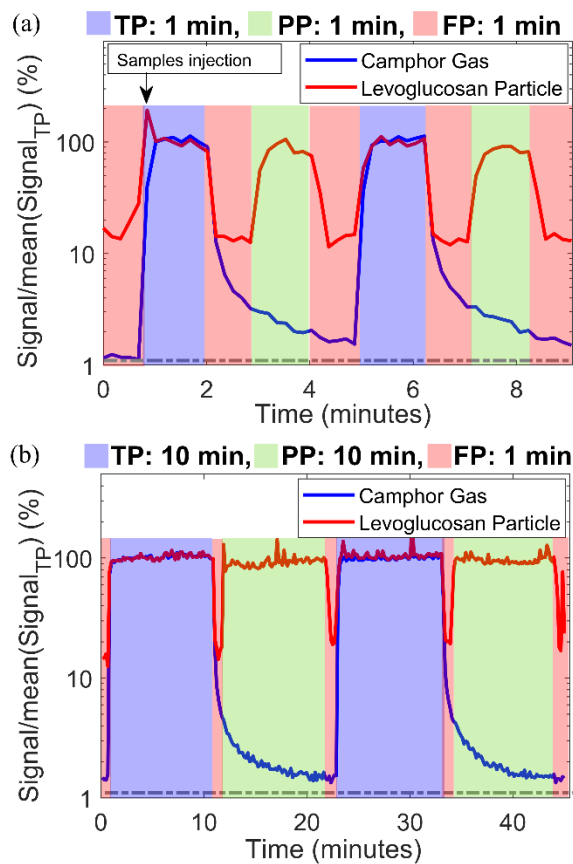 (a)
TP: 1 min, PP: 1 min, FP: 1 min
Samples injection
Camphor Gas
Levoglucosan Particle
Signal/mean(Signal_TP) (%)
100
10
1
0 2 4 6 8
Time (minutes)
(b)
TP: 10 min, PP: 10 min, FP: 1 min
Camphor Gas
Levoglucosan Particle
Signal/mean(Signal_TP) (%)
100
10
1
0 10 20 30 40
Time (minutes)